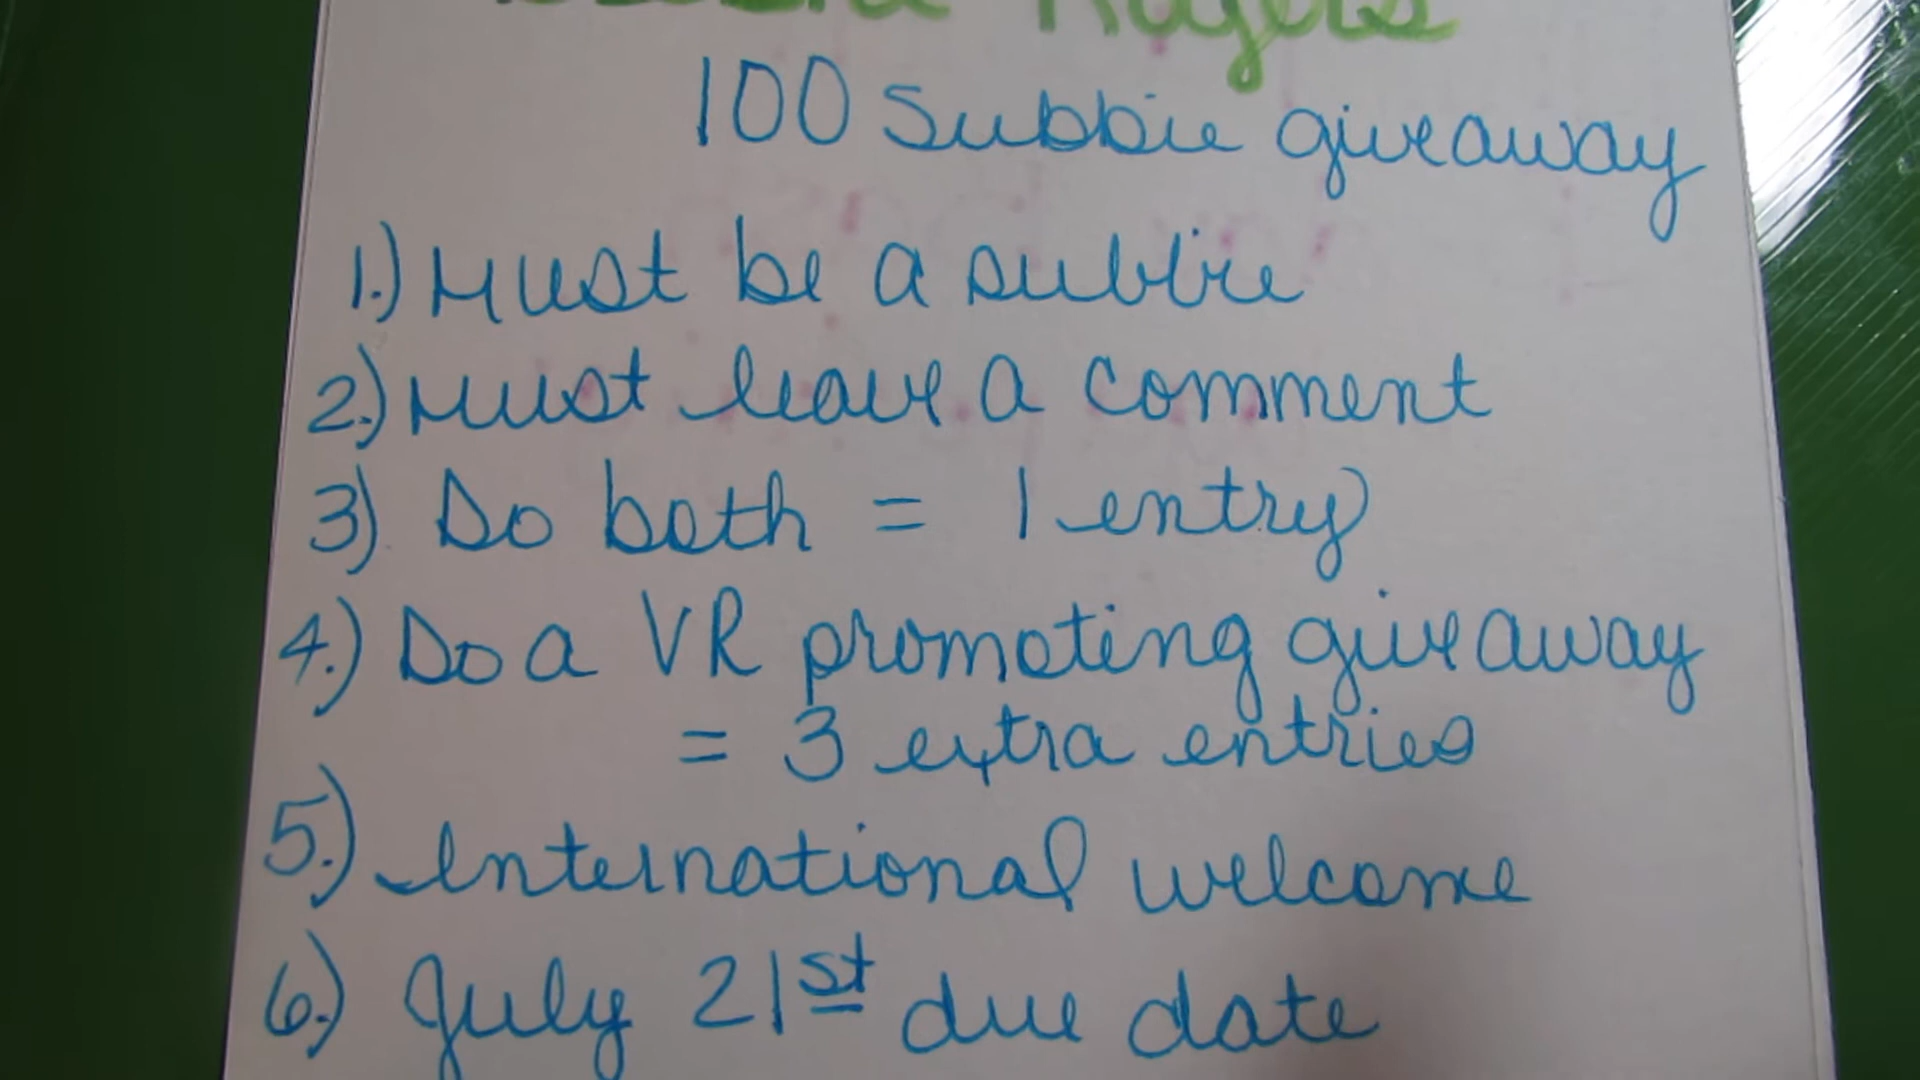 Rogers
100 Subbie giveaway
1.) Must be a subbie
2.) Must leave a comment
3) Do both = 1 entry
4.) Do a VR promoting giveaway
= 3 extra entries
5.) International welcome
6.) July 21st due date